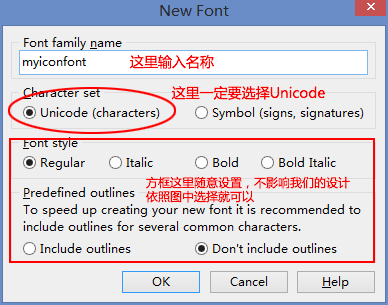 New Font
Font family name
myiconfont 这里输入名称
Character set 这里一定要选择Unicode
Unicode (characters) Symbol (signs, signatures)
Font style
Regular Italic Bold Bold Italic
方框这里随意设置，不影响我们的设计
Predefined outlines 依照图中选择就可以
To speed up creating your new font it is recommended to
include outlines for several common characters.
Include outlines Don't include outlines
OK Cancel Help